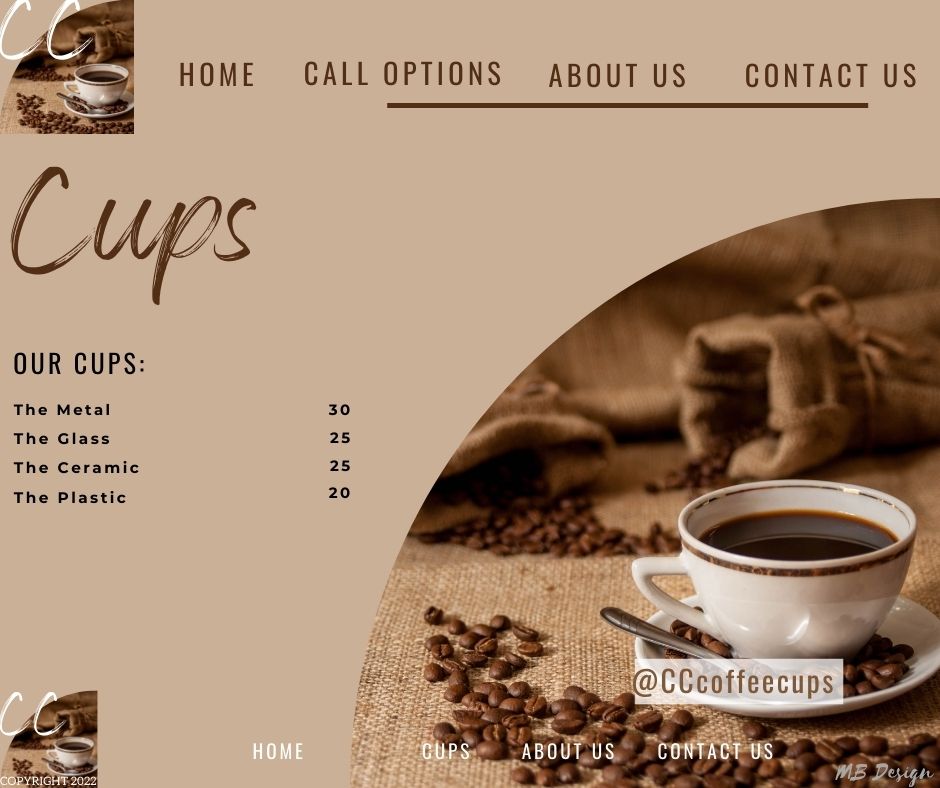 CC
HOME CALL OPTIONS ABOUT US CONTACT US
Cups
OUR CUPS:
The Metal 30
The Glass 25
The Ceramic 25
The Plastic 20
@CCcoffeecups
CC
HOME CUPS ABOUT US CONTACT US
COPYRIGHT 2022
MB Design